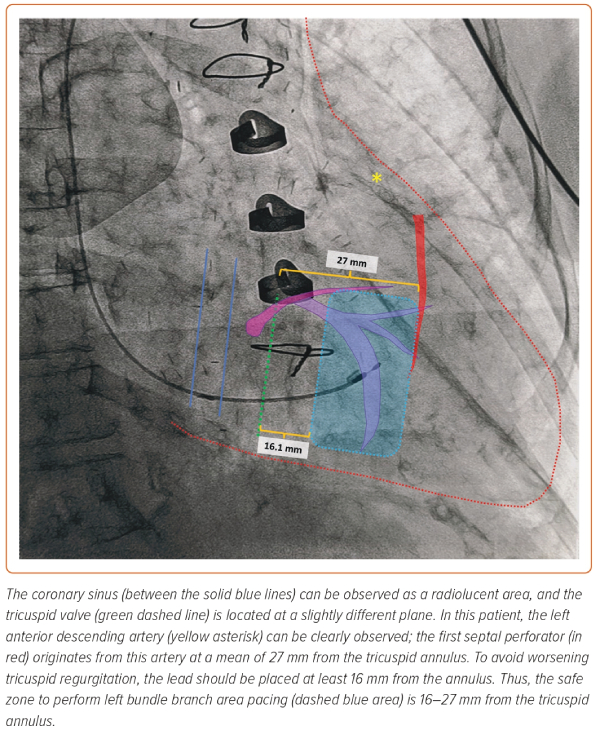 27 mm
*
16.1 mm
The coronary sinus (between the solid blue lines) can be observed as a radiolucent area, and the
tricuspid valve (green dashed line) is located at a slightly different plane. In this patient, the left
anterior descending artery (yellow asterisk) can be clearly observed; the first septal perforator (in
red) originates from this artery at a mean of 27 mm from the tricuspid annulus. To avoid worsening
tricuspid regurgitation, the lead should be placed at least 16 mm from the annulus. Thus, the safe
zone to perform left bundle branch area pacing (dashed blue area) is 16–27 mm from the tricuspid
annulus.